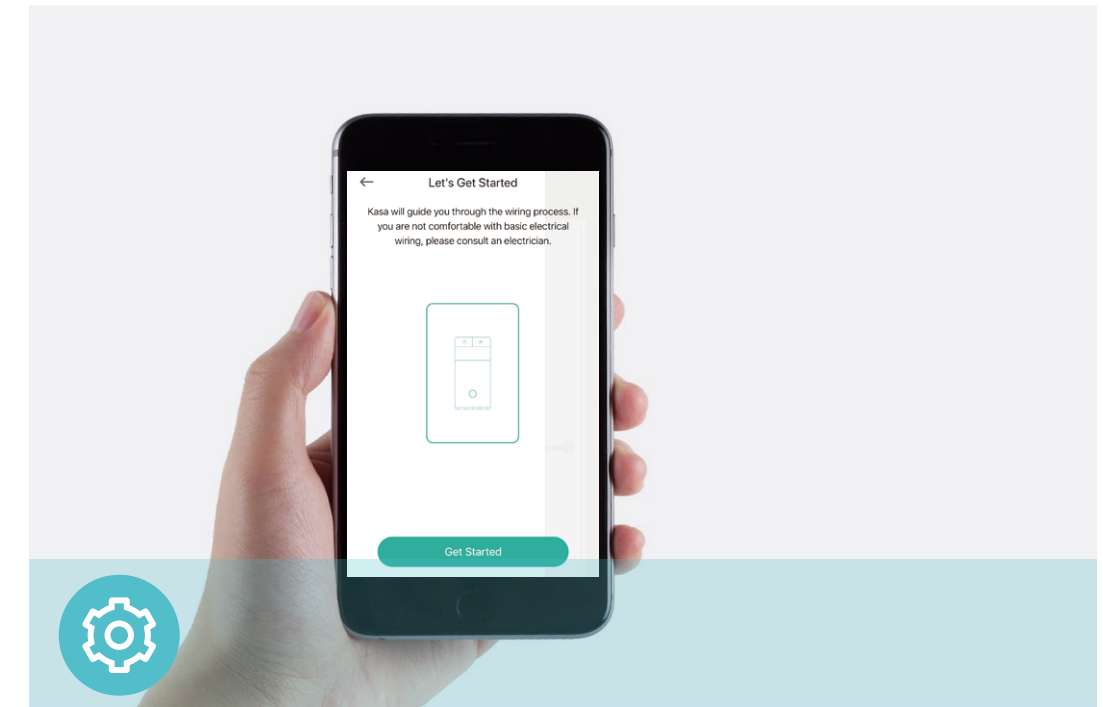 Let's Get Started
Kasa will guide you through the wiring process. If
you are not comfortable with basic electrical
wiring, please consult an electrician.
Get Started